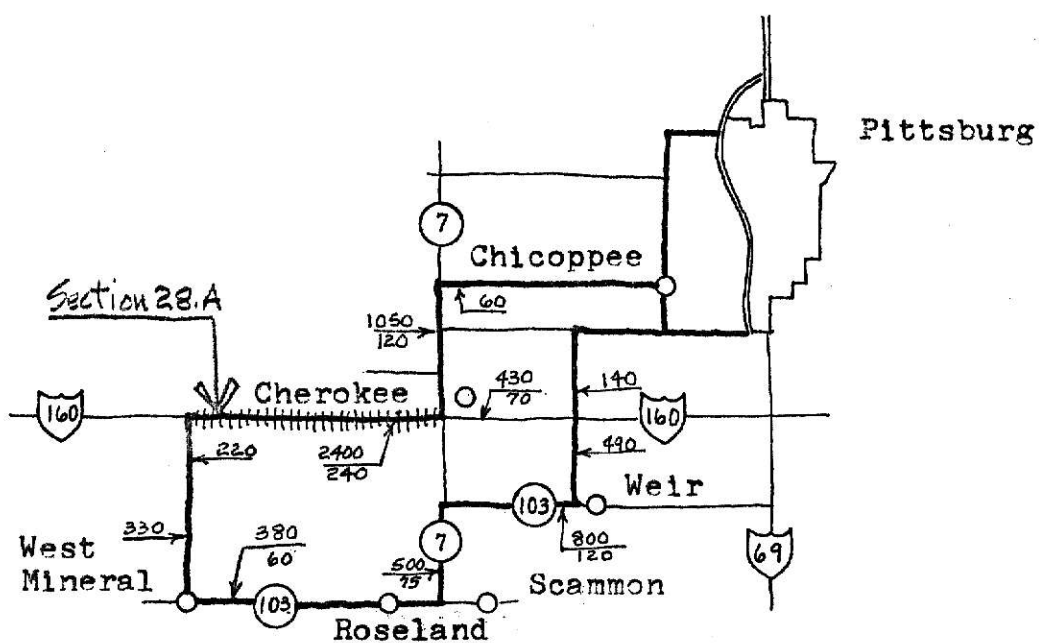 Pittsburg
7
Chicoppee
Section 28.A
60
1050
120
Cherokee
430
70
140
160
160
220
2400
240
490
Weir
103
330
380
60
7
800
120
69
West
Mineral
500
75
Scammon
103
Roseland